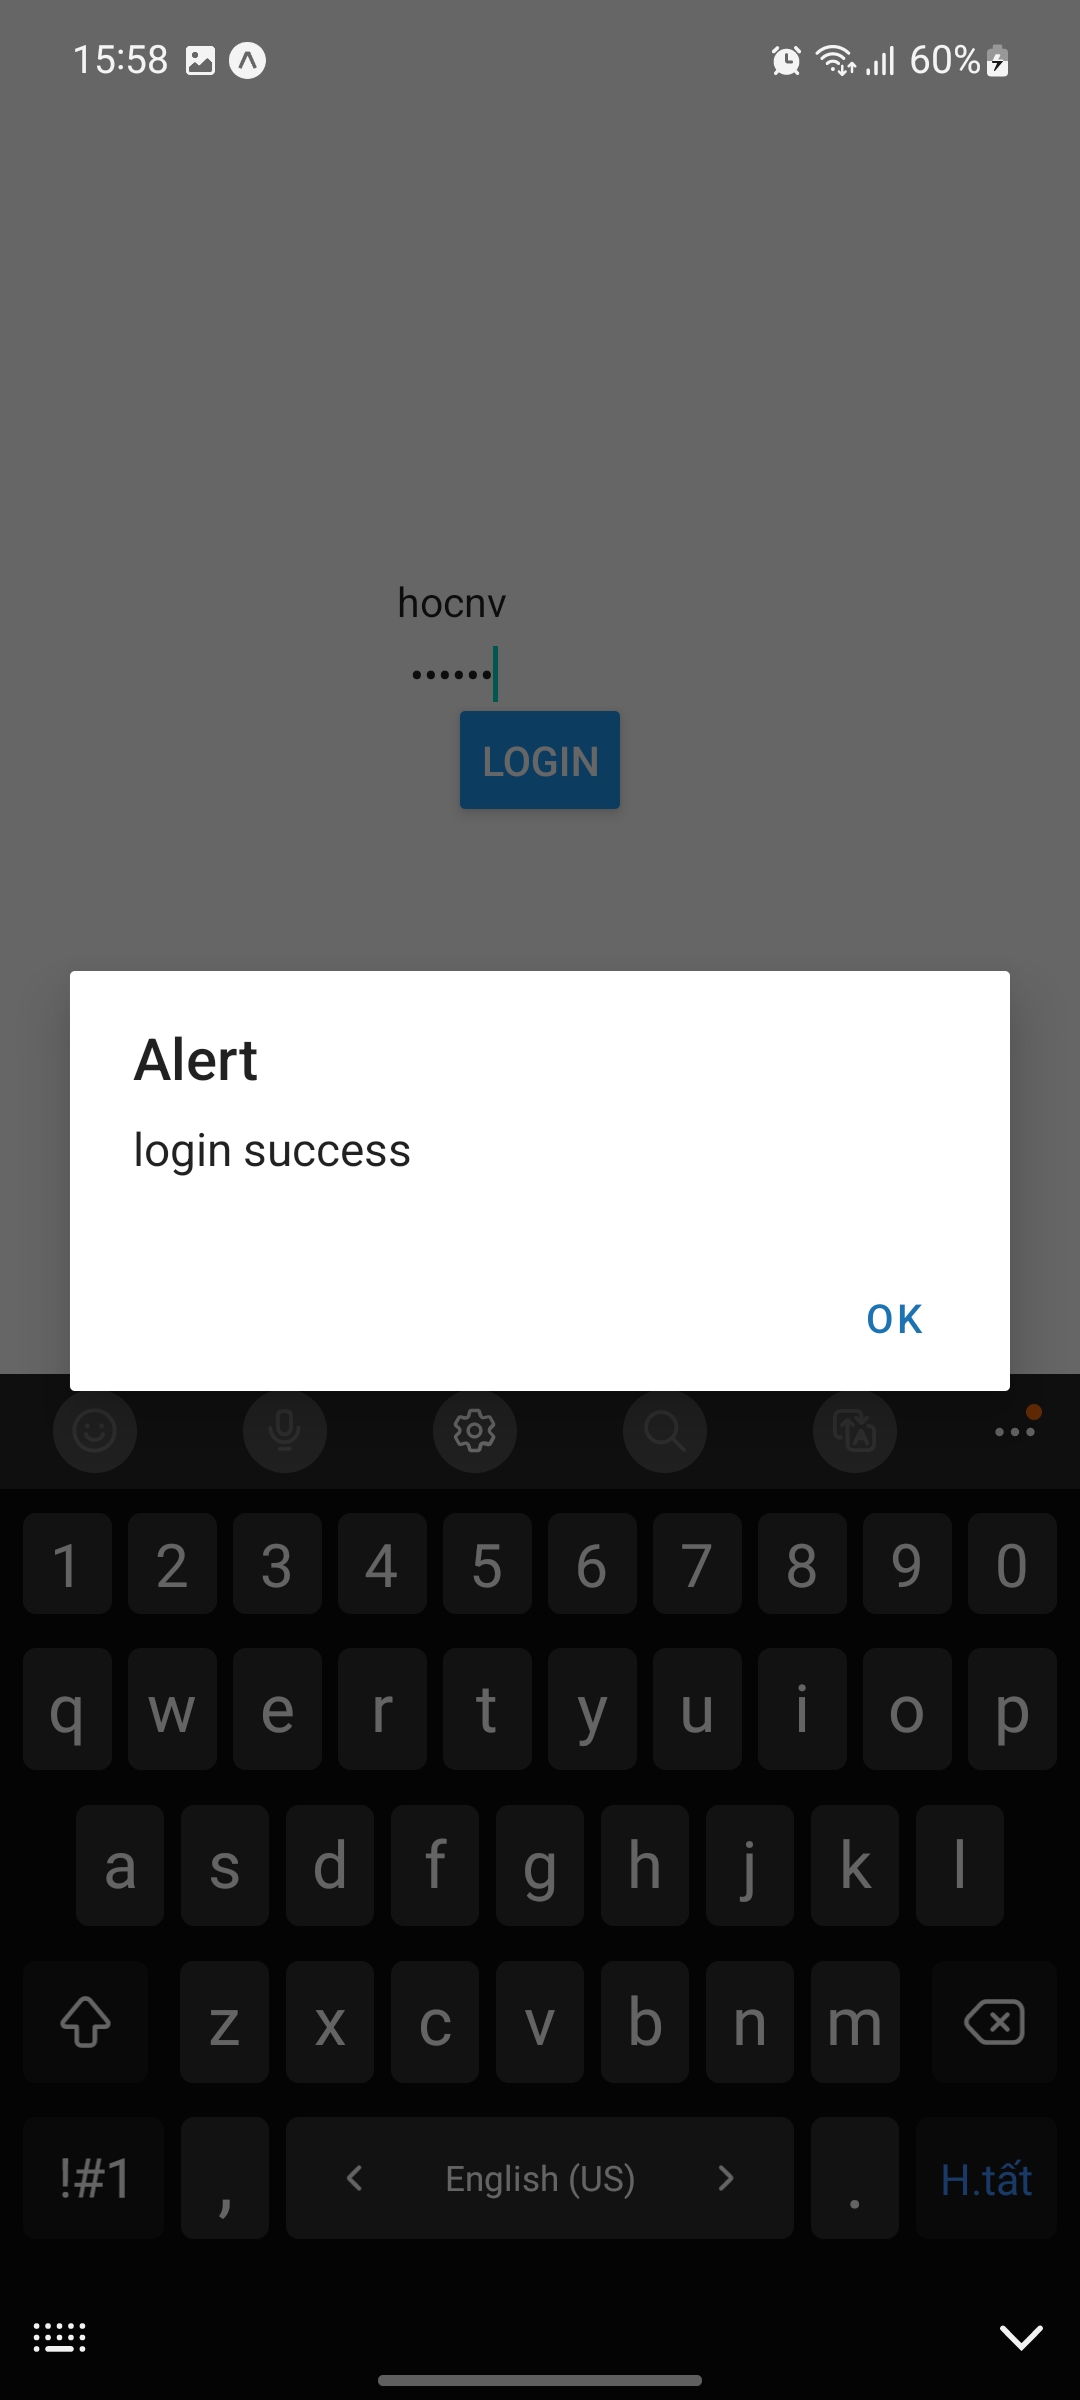 15:58 60%
hocnv
••••••
LOGIN
Alert
login success
OK
1 2 3 4 5 6 7 8 9 0
q w e r t y u i o p
a s d f g h j k l
z x c v b n m
!#1 , < English (US) > . H.tất